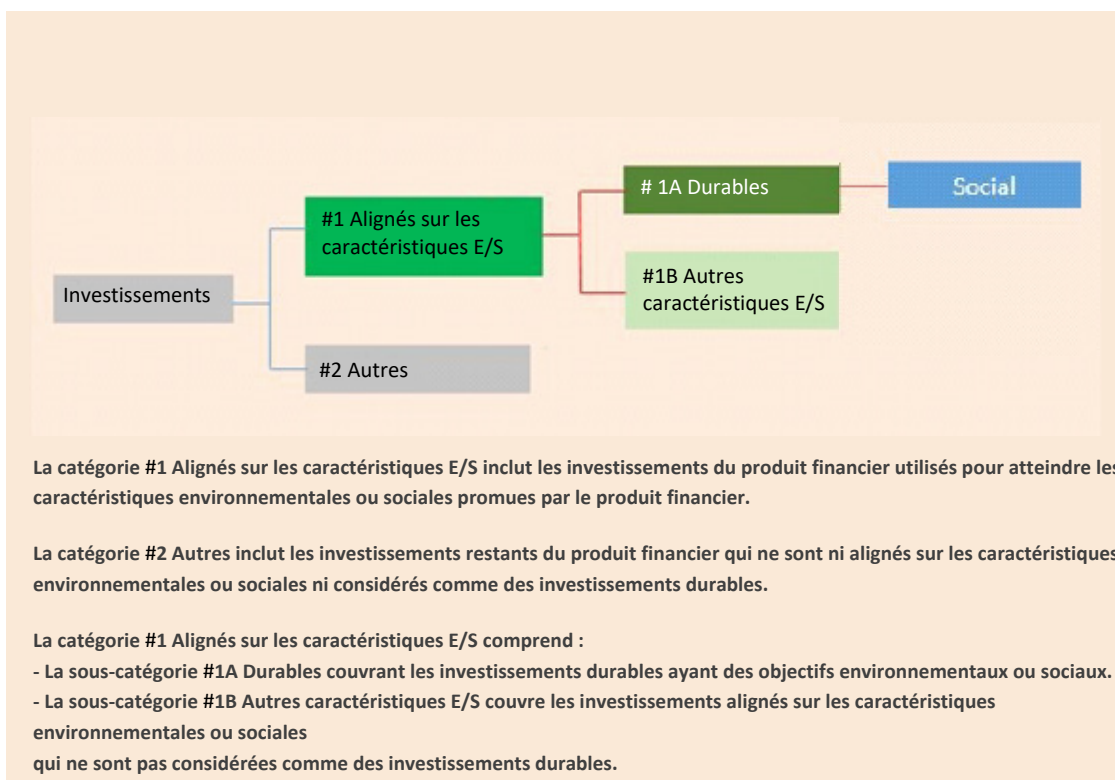 # 1A Durables
Social
#1 Alignés sur les
caractéristiques E/S
#1B Autres
caractéristiques E/S
Investissements
#2 Autres
La catégorie #1 Alignés sur les caractéristiques E/S inclut les investissements du produit financier utilisés pour atteindre les
caractéristiques environnementales ou sociales promues par le produit financier.
La catégorie #2 Autres inclut les investissements restants du produit financier qui ne sont ni alignés sur les caractéristiques
environnementales ou sociales ni considérés comme des investissements durables.
La catégorie #1 Alignés sur les caractéristiques E/S comprend :
- La sous-catégorie #1A Durables couvrant les investissements durables ayant des objectifs environnementaux ou sociaux.
- La sous-catégorie #1B Autres caractéristiques E/S couvre les investissements alignés sur les caractéristiques
environnementales ou sociales
qui ne sont pas considérées comme des investissements durables.